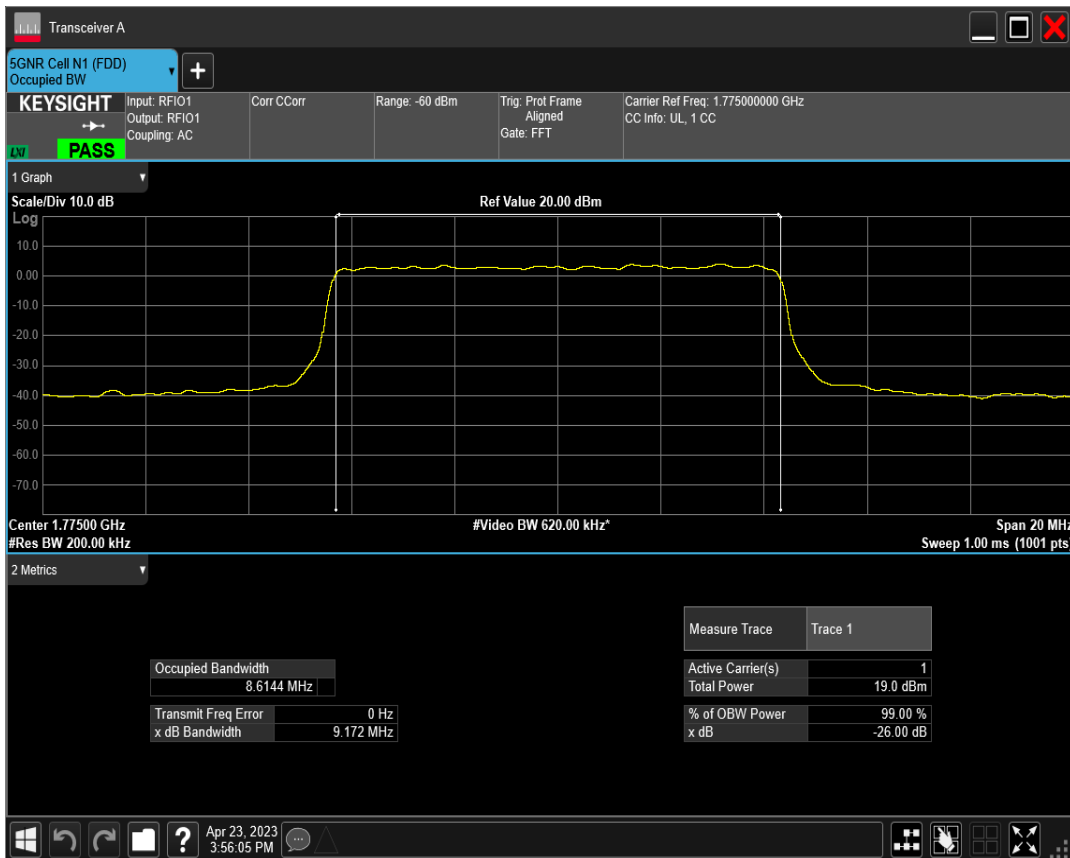 Transceiver A
5GNR Cell N1 (FDD)
Occupied BW
KEYSIGHT
LXI
PASS
Input: RFIO1
Output: RFIO1
Coupling: AC
Corr CCorr
Range: -60 dBm
Trig: Prot Frame
Aligned
Gate: FFT
Carrier Ref Freq: 1.775000000 GHz
CC Info: UL, 1 CC
1 Graph
Scale/Div 10.0 dB
Ref Value 20.00 dBm
Log
10.0
0.00
-10.0
-20.0
-30.0
-40.0
-50.0
-60.0
-70.0
Center 1.77500 GHz
#Video BW 620.00 kHz*
Span 20 MHz
#Res BW 200.00 kHz
Sweep 1.00 ms (1001 pts)
2 Metrics
Measure Trace Trace 1
Occupied Bandwidth
8.6144 MHz
Active Carrier(s) 1
Total Power 19.0 dBm
Transmit Freq Error 0 Hz
x dB Bandwidth 9.172 MHz
% of OBW Power 99.00 %
x dB -26.00 dB
?
Apr 23, 2023
3:56:05 PM